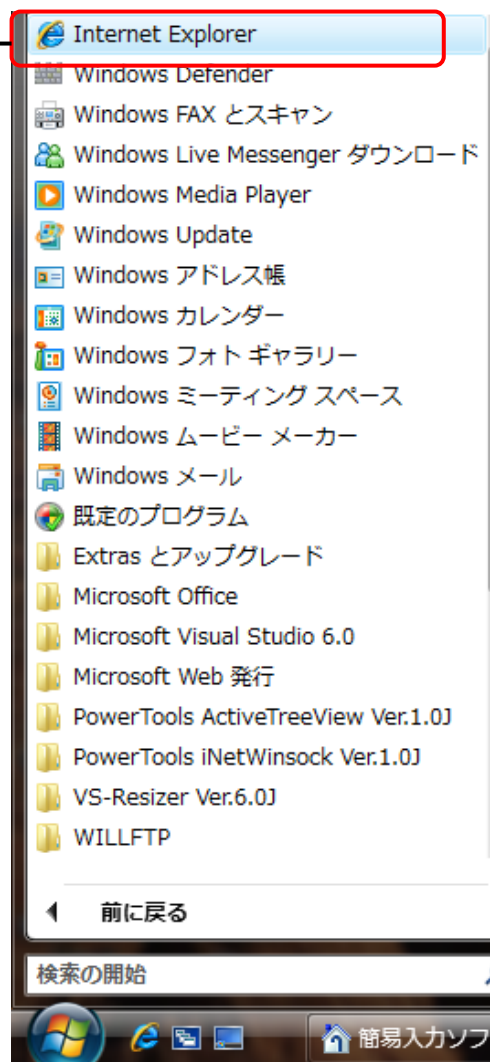 Internet Explorer
Windows Defender
Windows FAX とスキャン
Windows Live Messenger ダウンロード
Windows Media Player
Windows Update
Windows アドレス帳
Windows カレンダー
Windows フォト ギャラリー
Windows ミーティング スペース
Windows ムービー メーカー
Windows メール
既定のプログラム
Extras とアップグレード
Microsoft Office
Microsoft Visual Studio 6.0
Microsoft Web 発行
PowerTools ActiveTreeView Ver.1.0J
PowerTools iNetWinsock Ver.1.0J
VS-Resizer Ver.6.0J
WILLFTP
前に戻る
検索の開始
簡易入力ソフ